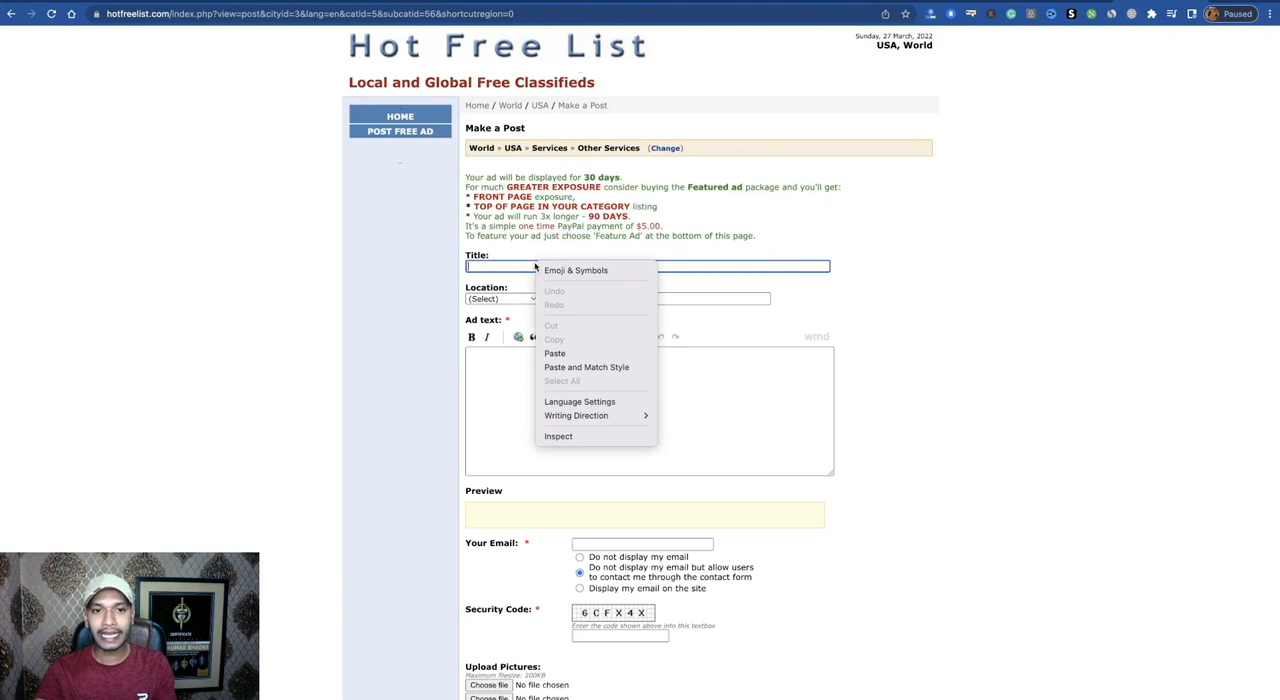 hotfreelist.com/index.php?view=post&cityid=3&lang=en&catid=5&subcatid=56&shortcutregion=0
Paused
Hot Free List
Sunday, 27 March, 2022
USA, World
Local and Global Free Classifieds
HOME
POST FREE AD
Home / World / USA / Make a Post
Make a Post
World » USA » Services » Other Services (Change)
Your ad will be displayed for 30 days.
For much GREATER EXPOSURE consider buying the Featured ad package and you'll get:
* FRONT PAGE exposure,
* TOP OF PAGE IN YOUR CATEGORY listing
* Your ad will run 3x longer - 90 DAYS.
It's a simple one time PayPal payment of $5.00.
To feature your ad just choose 'Feature Ad' at the bottom of this page.
Title:
Emoji & Symbols
Undo
Redo
Cut
Copy
Paste
Paste and Match Style
Select All
Language Settings
Writing Direction
Inspect
Location:
(Select)
Ad text: *
B I
wmd
Preview
Your Email: *
Do not display my email
Do not display my email but allow users
to contact me through the contact form
Display my email on the site
Security Code: *
6 C F X 4 X
Enter the code shown above into this textbox
Upload Pictures:
Maximum filesize: 200KB
Choose file No file chosen
Choose file No file chosen
CERTIFICATE
KUMAR BHADRA